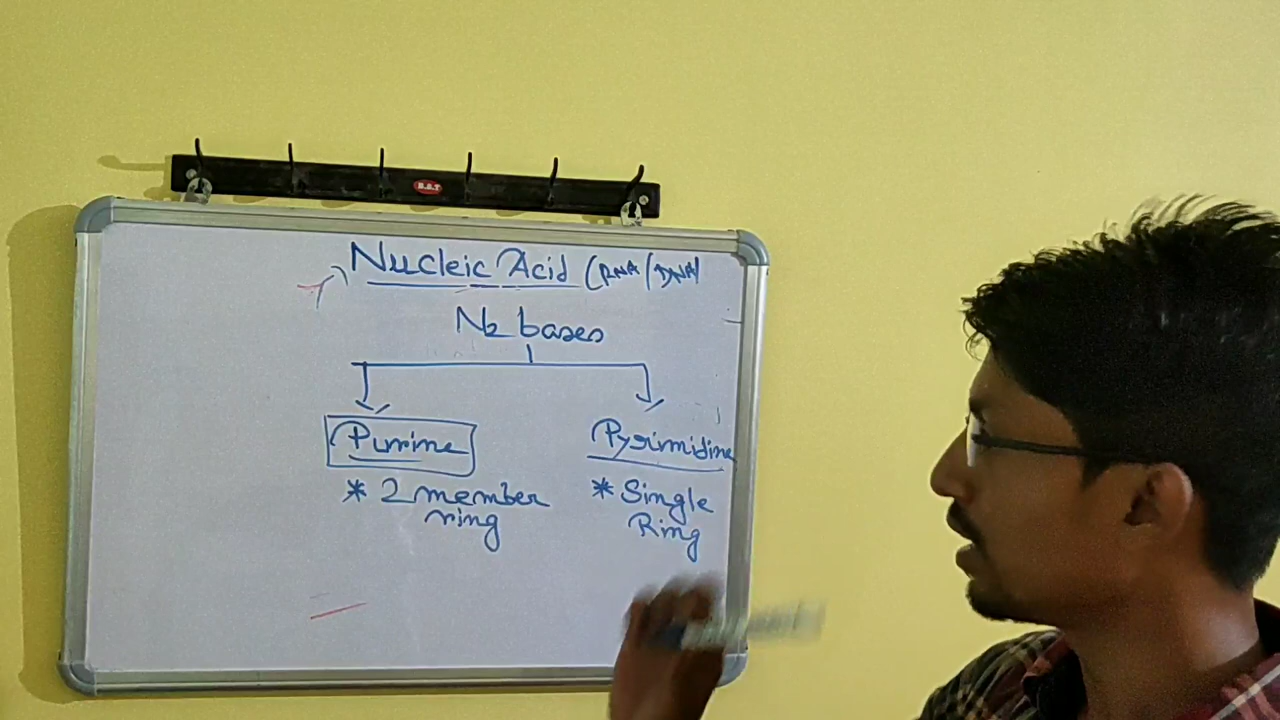 B.B.T
Nucleic Acid (RNA/DNA)
N2 bases
Purine
Pyrimidine
* 2 member
ring
* Single
Ring